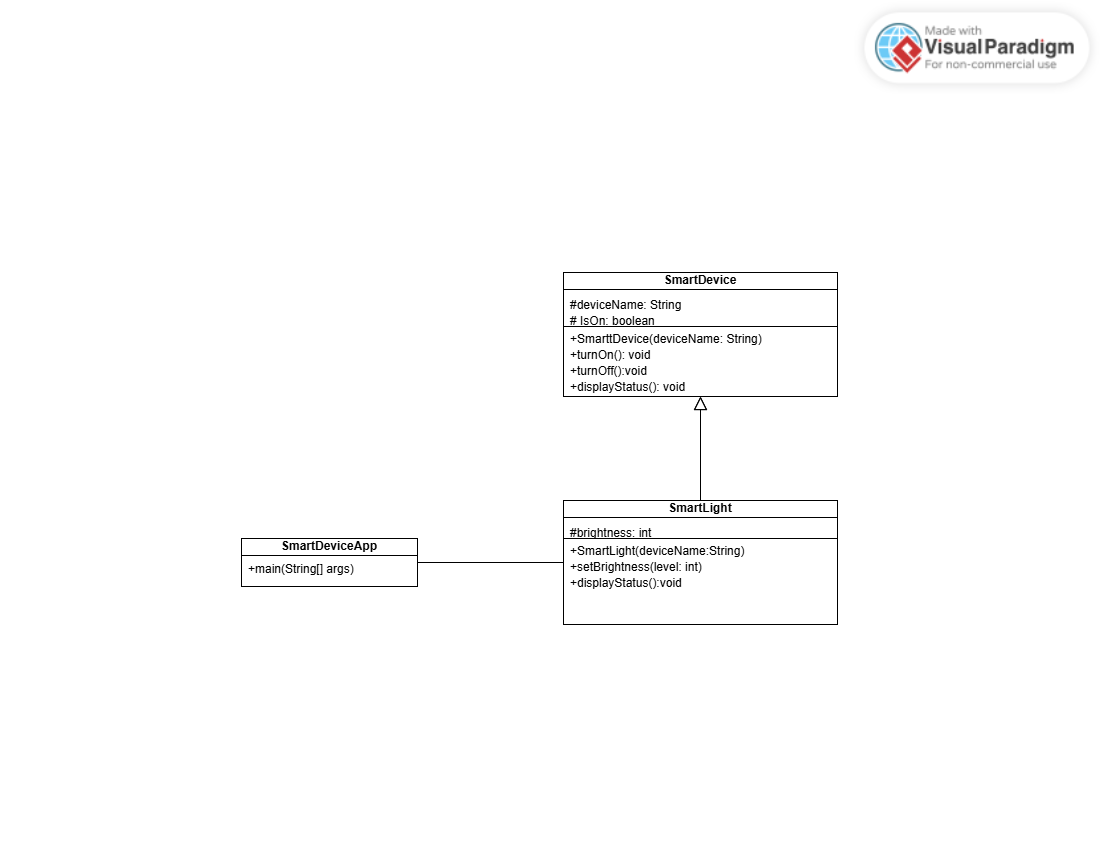 Made with
Visual Paradigm
For non-commercial use
SmartDevice
#deviceName: String
# IsOn: boolean
+SmarttDevice(deviceName: String)
+turnOn(): void
+turnOff():void
+displayStatus(): void
SmartLight
#brightness: int
+SmartLight(deviceName:String)
+setBrightness(level: int)
+displayStatus():void
SmartDeviceApp
+main(String[] args)